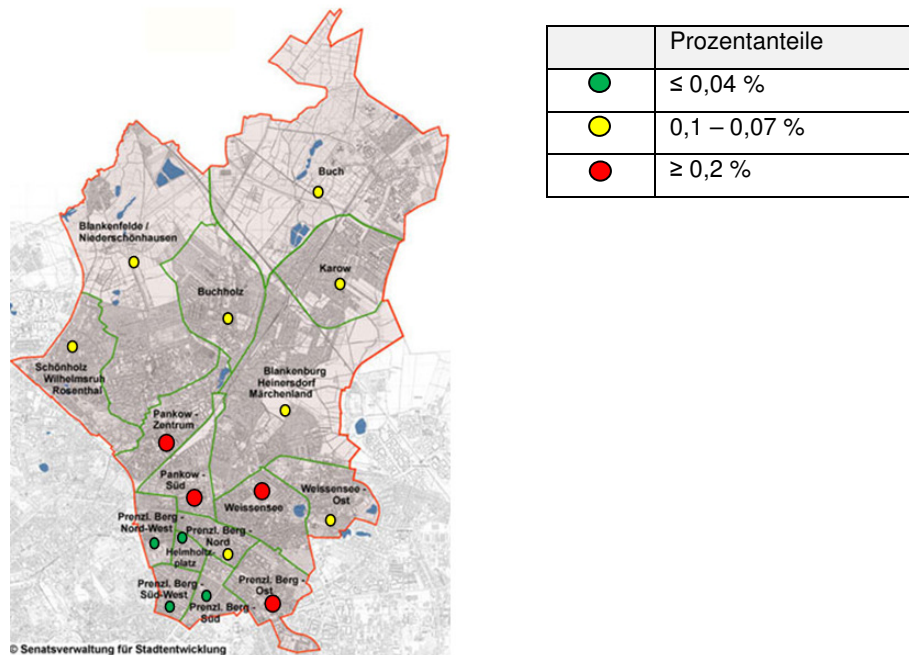 Prozentanteile
≤ 0,04 %
0,1 – 0,07 %
≥ 0,2 %
Buch
Blankenfelde /
Niederschönhausen
Karow
Buchholz
Schönholz
Wilhelmsruh
Rosenthal
Blankenburg
Heinersdorf
Märchenland
Pankow -
Zentrum
Pankow -
Süd
Weissensee
Weissensee -
Ost
Prenzl. Berg -
Nord-West
Prenzl. Berg -
Nord
Helmholtz-
platz
Prenzl. Berg -
Süd-West
Prenzl. Berg -
Süd
Prenzl. Berg -
Ost
© Senatsverwaltung für Stadtentwicklung